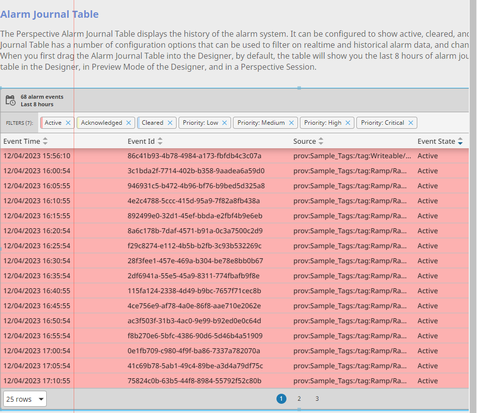 Alarm Journal Table
The Perspective Alarm Journal Table displays the history of the alarm system. It can be configured to show active, cleared, and
Journal Table has a number of configuration options that can be used to filter on realtime and historical alarm data, and chan
When you first drag the Alarm Journal Table into the Designer, by default, the table will show you the last 8 hours of alarm jou
table in the Designer, in Preview Mode of the Designer, and in a Perspective Session.
68 alarm events
Last 8 hours
FILTERS (7): Active × Acknowledged × Cleared × Priority: Low × Priority: Medium × Priority: High × Priority: Critical ×
Event Time Event Id Source Event State
12/04/2023 15:56:10 86c41b93-4b78-4984-a173-fbfdb4c3c07a prov:Sample_Tags:/tag:Writeable/... Active
12/04/2023 16:00:54 3c1bda2f-7714-402b-b358-9aadea6a59d0 prov:Sample_Tags:/tag:Ramp/Ra... Active
12/04/2023 16:05:55 946931c5-b472-4b96-bf76-b9bed5d325a8 prov:Sample_Tags:/tag:Ramp/Ra... Active
12/04/2023 16:10:55 4e2c4788-5ccc-415d-95a9-7f82a8fb438a prov:Sample_Tags:/tag:Ramp/Ra... Active
12/04/2023 16:15:55 892499e0-32d1-45ef-bbda-e2fbf4b9e6eb prov:Sample_Tags:/tag:Ramp/Ra... Active
12/04/2023 16:20:54 8a6c178b-7daf-4571-b91a-0c3a7500c2d9 prov:Sample_Tags:/tag:Ramp/Ra... Active
12/04/2023 16:25:54 f29c8274-e112-4b5b-b2fb-3c93b532269c prov:Sample_Tags:/tag:Ramp/Ra... Active
12/04/2023 16:30:54 28f3fee1-457e-469a-b304-be78e8bb0b67 prov:Sample_Tags:/tag:Ramp/Ra... Active
12/04/2023 16:35:54 2df6941a-55e5-45a9-8311-774fbafb9f8e prov:Sample_Tags:/tag:Ramp/Ra... Active
12/04/2023 16:40:55 115fa124-2338-4d49-b9bc-7657f71cec8b prov:Sample_Tags:/tag:Ramp/Ra... Active
12/04/2023 16:45:55 4ce756e9-af78-4a0e-86f8-aae710e2062e prov:Sample_Tags:/tag:Ramp/Ra... Active
12/04/2023 16:50:54 ac3f503f-31b3-4ac0-9e99-b92ed0e0c64d prov:Sample_Tags:/tag:Ramp/Ra... Active
12/04/2023 16:55:54 f8b270e6-5bfc-4386-90d6-5d46b4a51909 prov:Sample_Tags:/tag:Ramp/Ra... Active
12/04/2023 17:00:54 0e1fb709-c980-4f9f-ba86-7337a782070a prov:Sample_Tags:/tag:Ramp/Ra... Active
12/04/2023 17:05:54 41c69b78-5ab1-49c4-89be-a3d4a79df75c prov:Sample_Tags:/tag:Ramp/Ra... Active
12/04/2023 17:10:55 75824c0b-63b5-44f8-8984-55792f52c80b prov:Sample_Tags:/tag:Ramp/Ra... Active
25 rows 1 2 3